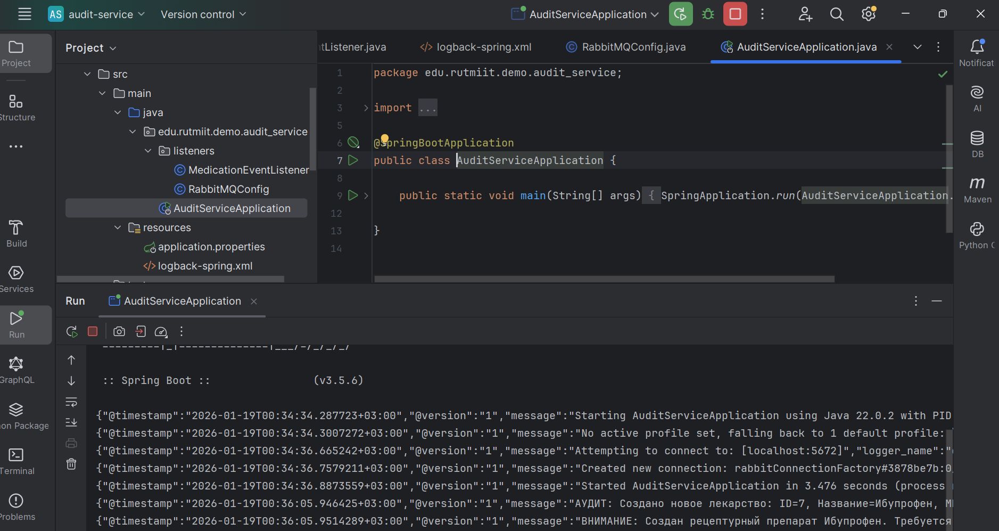 AS audit-service Version control AuditServiceApplication
Project
Structure
Build
Services
Run
GraphQL
Package
Terminal
Problems
Project
src
main
java
edu.rutmiit.demo.audit_service
listeners
MedicationEventListener
RabbitMQConfig
AuditServiceApplication
resources
application.properties
</> logback-spring.xml
tListener.java </> logback-spring.xml RabbitMQConfig.java AuditServiceApplication.java
1 package edu.rutmiit.demo.audit_service;
2
3 import ...
5
6 @SpringBootApplication
7 public class AuditServiceApplication {
8
9 public static void main(String[] args) { SpringApplication.run(AuditServiceApplication.
12
13 }
14
Notificat
AI
DB
m
Maven
Python
Run AuditServiceApplication
:: Spring Boot :: (v3.5.6)
{"@timestamp":"2026-01-19T00:34:34.287723+03:00","@version":"1","message":"Starting AuditServiceApplication using Java 22.0.2 with PID
{"@timestamp":"2026-01-19T00:34:34.3007272+03:00","@version":"1","message":"No active profile set, falling back to 1 default profile:
{"@timestamp":"2026-01-19T00:34:36.665242+03:00","@version":"1","message":"Attempting to connect to: [localhost:5672]","logger_name":"
{"@timestamp":"2026-01-19T00:34:36.7579211+03:00","@version":"1","message":"Created new connection: rabbitConnectionFactory#3878be7b:0
{"@timestamp":"2026-01-19T00:34:36.8873559+03:00","@version":"1","message":"Started AuditServiceApplication in 3.476 seconds (process
{"@timestamp":"2026-01-19T00:36:05.946425+03:00","@version":"1","message":"АУДИТ: Создано новое лекарство: ID=7, Название=Ибупрофен,
{"@timestamp":"2026-01-19T00:36:05.9514289+03:00","@version":"1","message":"ВНИМАНИЕ: Создан рецептурный препарат Ибупрофен. Требуется